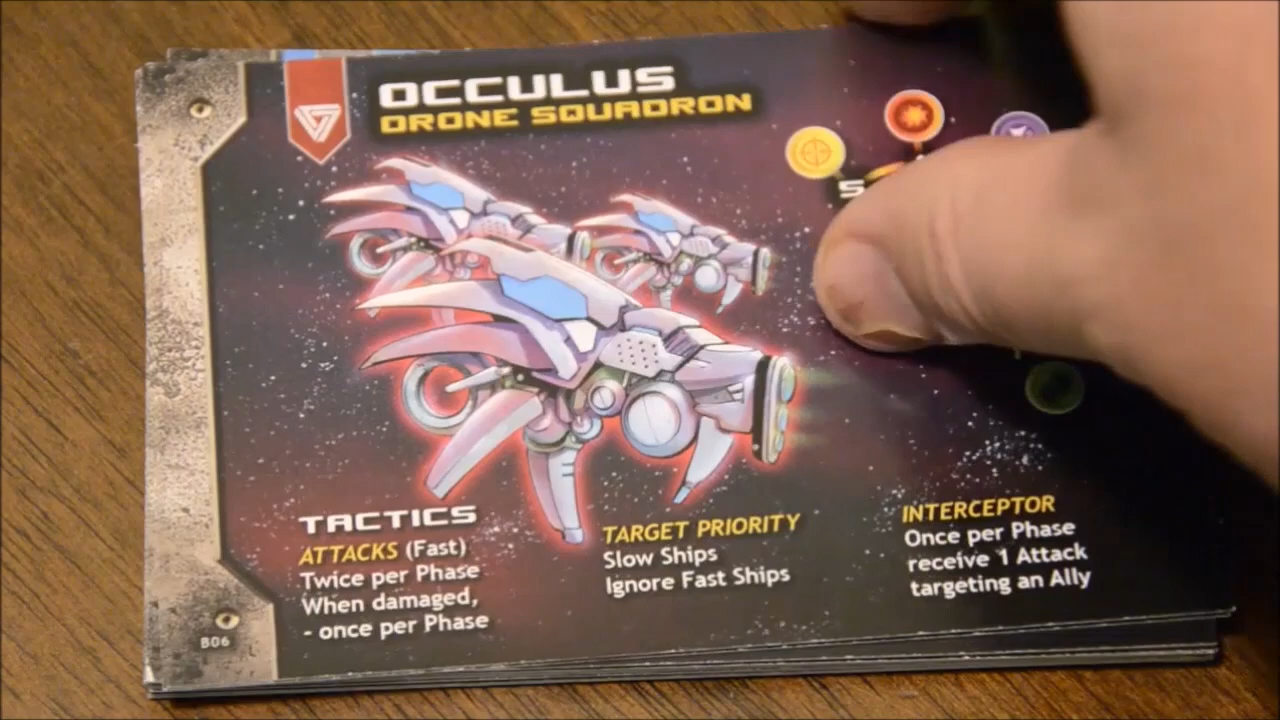 OCCULUS
DRONE SQUADRON
S
TACTICS
ATTACKS (Fast)
Twice per Phase
When damaged,
- once per Phase
TARGET PRIORITY
Slow Ships
Ignore Fast Ships
INTERCEPTOR
Once per Phase
receive 1 Attack
targeting an Ally
B06